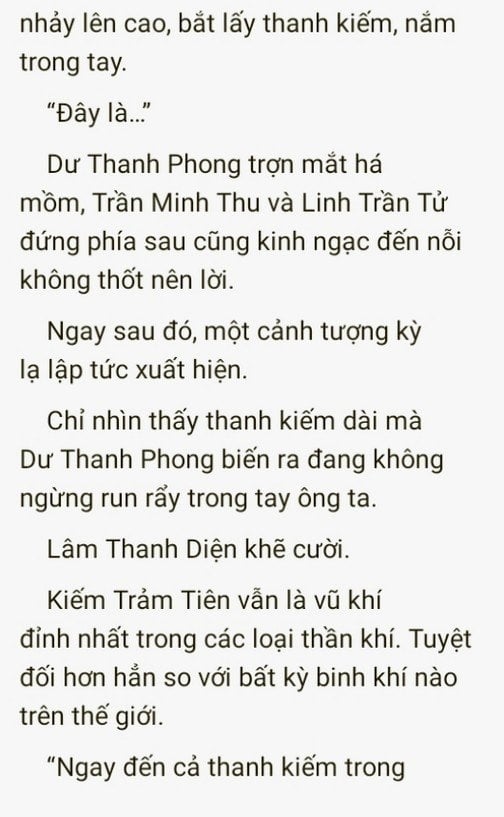 nhảy lên cao, bắt lấy thanh kiếm, nắm
trong tay.
“Đây là...”
Dư Thanh Phong trợn mắt há
mồm, Trần Minh Thu và Linh Trần Tử
đứng phía sau cũng kinh ngạc đến nỗi
không thốt nên lời.
Ngay sau đó, một cảnh tượng kỳ
lạ lập tức xuất hiện.
Chỉ nhìn thấy thanh kiếm dài mà
Dư Thanh Phong biến ra đang không
ngừng run rẩy trong tay ông ta.
Lâm Thanh Diện khẽ cười.
Kiếm Trảm Tiên vẫn là vũ khí
đỉnh nhất trong các loại thần khí. Tuyệt
đối hơn hẳn so với bất kỳ binh khí nào
trên thế giới.
“Ngay đến cả thanh kiếm trong